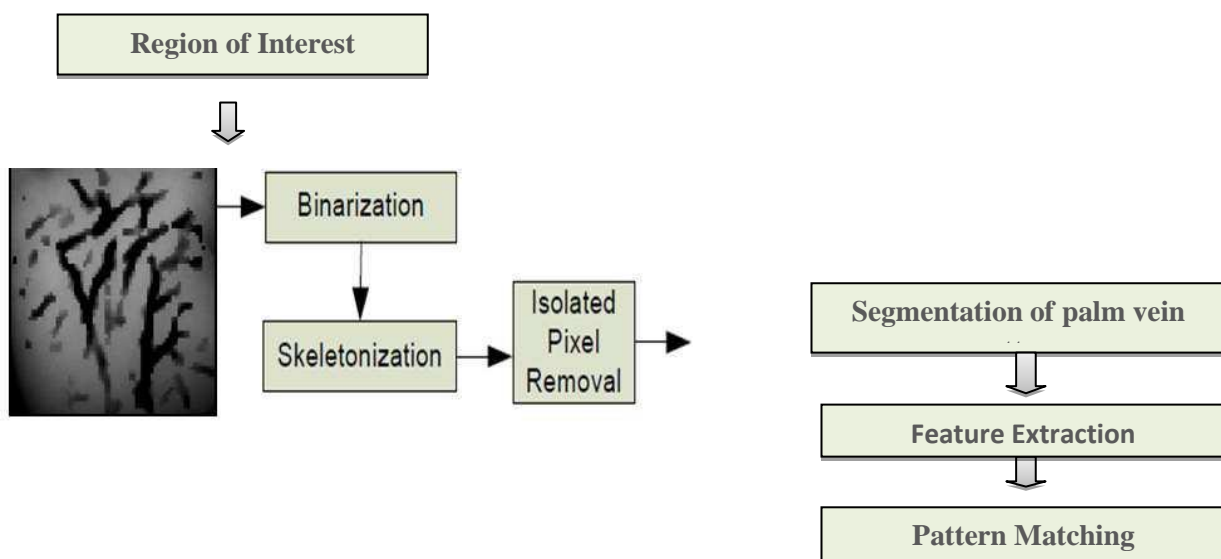 Region of Interest
Binarization
Skeletonization
Isolated
Pixel
Removal
Segmentation of palm vein
Feature Extraction
Pattern Matching